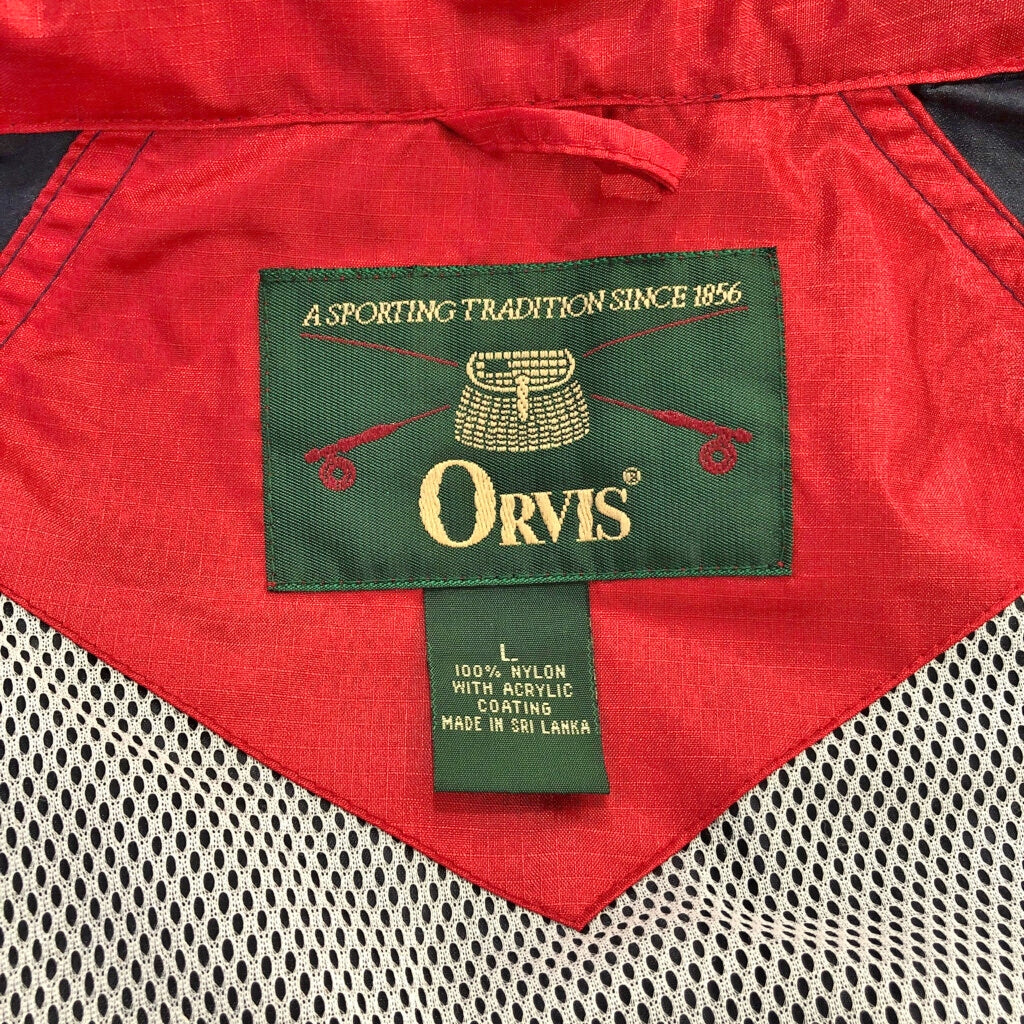 A SPORTING TRADITION SINCE 1856
ORVIS®
L
100% NYLON
WITH ACRYLIC
COATING
MADE IN SRI LANKA